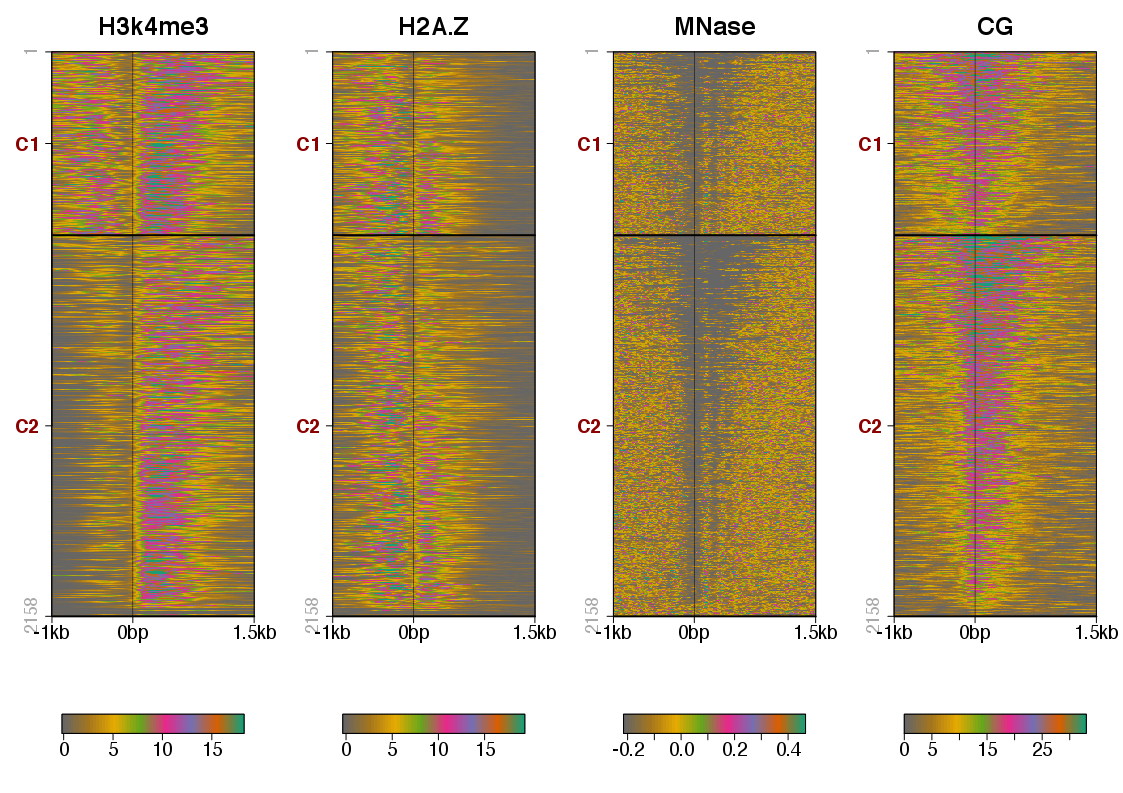 H3k4me3 H2A.Z MNase CG
1 1 1 1
C1 C1 C1 C1
C2 C2 C2 C2
2158 2158 2158 2158
-1kb 0bp 1.5kb -1kb 0bp 1.5kb -1kb 0bp 1.5kb -1kb 0bp 1.5kb
0 5 10 15 0 5 10 15 -0.2 0.0 0.2 0.4 0 5 15 25